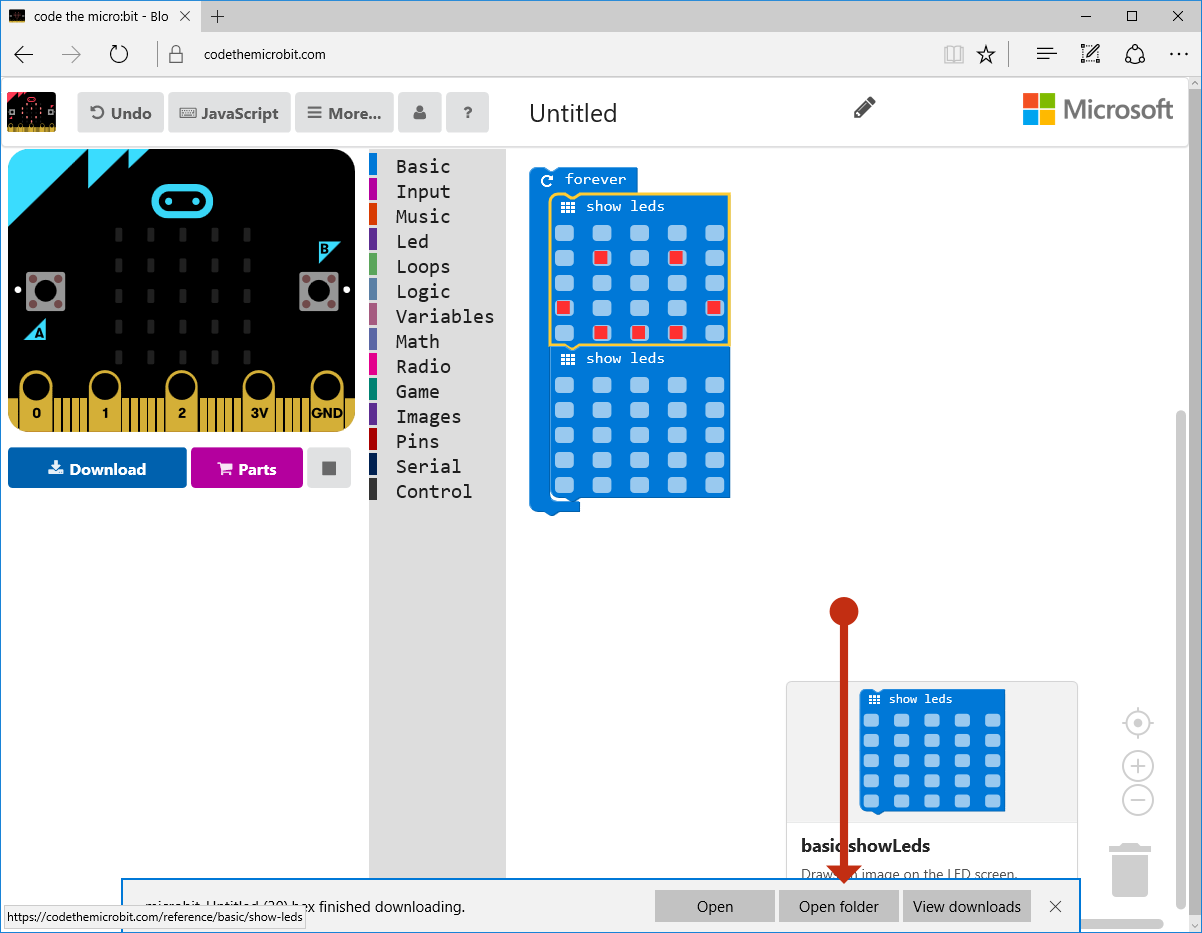 code the micro:bit - Blo
codethemicrobit.com
Undo
JavaScript
More...
?
Untitled
Microsoft
B
A
0 1 2 3V GND
Download
Parts
Basic
Input
Music
Led
Loops
Logic
Variables
Math
Radio
Game
Images
Pins
Serial
Control
forever
show leds
show leds
show leds
basic showLeds
Draw an image on the LED screen.
microbit-Untitled (20) hex finished downloading.
Open
Open folder
View downloads
https://codethemicrobit.com/reference/basic/show-leds